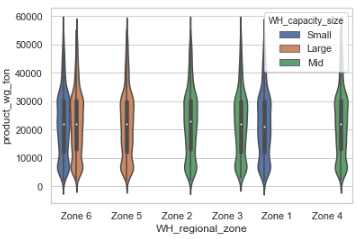 WH_capacity_size
Small
Large
Mid
product_wg_ton
60000
50000
40000
30000
20000
10000
0
Zone 6 Zone 5 Zone 2 Zone 3 Zone 1 Zone 4
WH_regional_zone